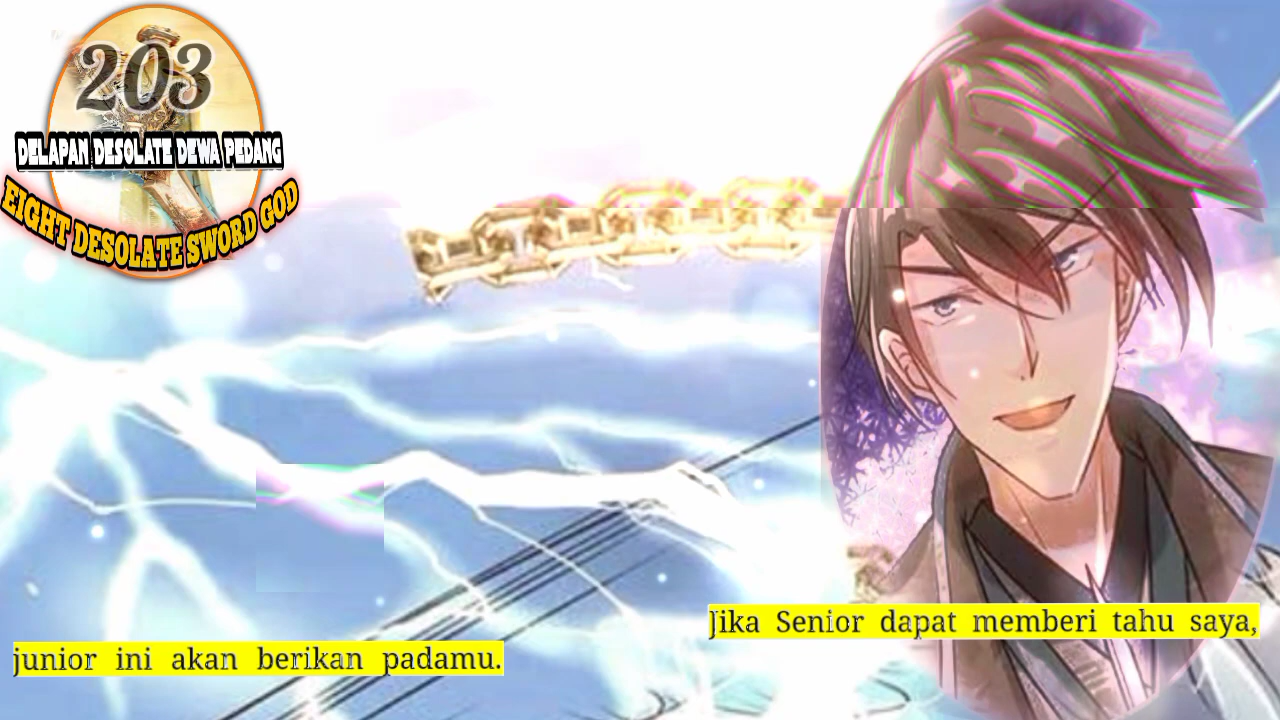 203
DELAPAN DESOLATE DEWA PEDANG
EIGHT DESOLATE SWORD GOD
Jika Senior dapat memberi tahu saya,
junior ini akan berikan padamu.